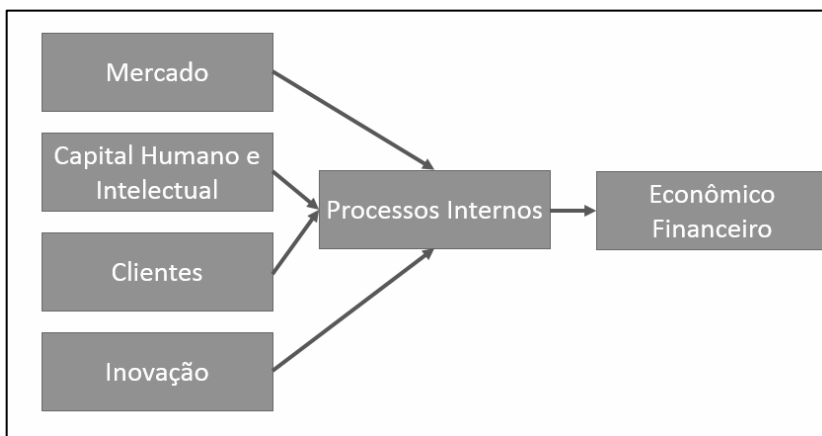 Mercado
Capital Humano e
Intelectual
Clientes
Inovação
Processos Internos
Econômico
Financeiro